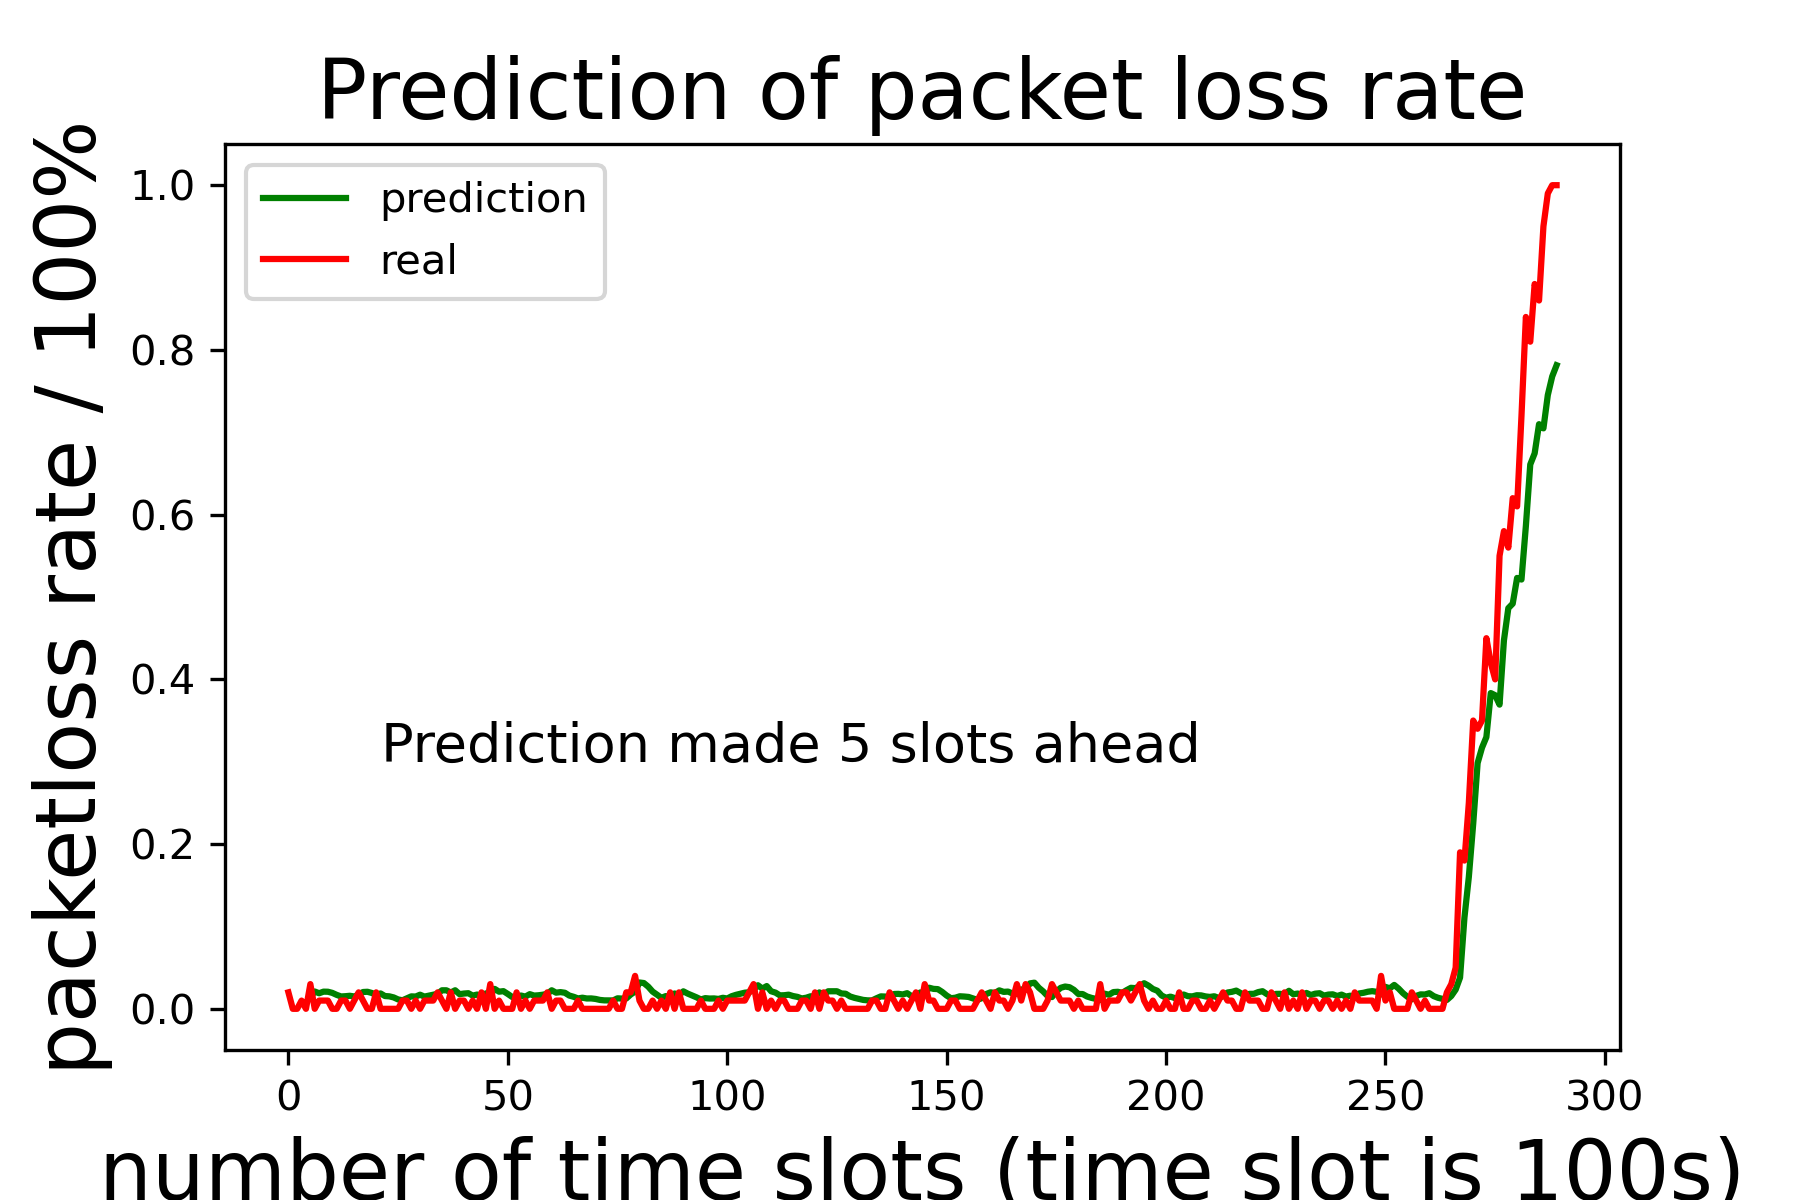 Prediction of packet loss rate
packetloss rate / 100%
1.0
0.8
0.6
0.4
0.2
0.0
prediction
real
Prediction made 5 slots ahead
0 50 100 150 200 250 300
number of time slots (time slot is 100s)